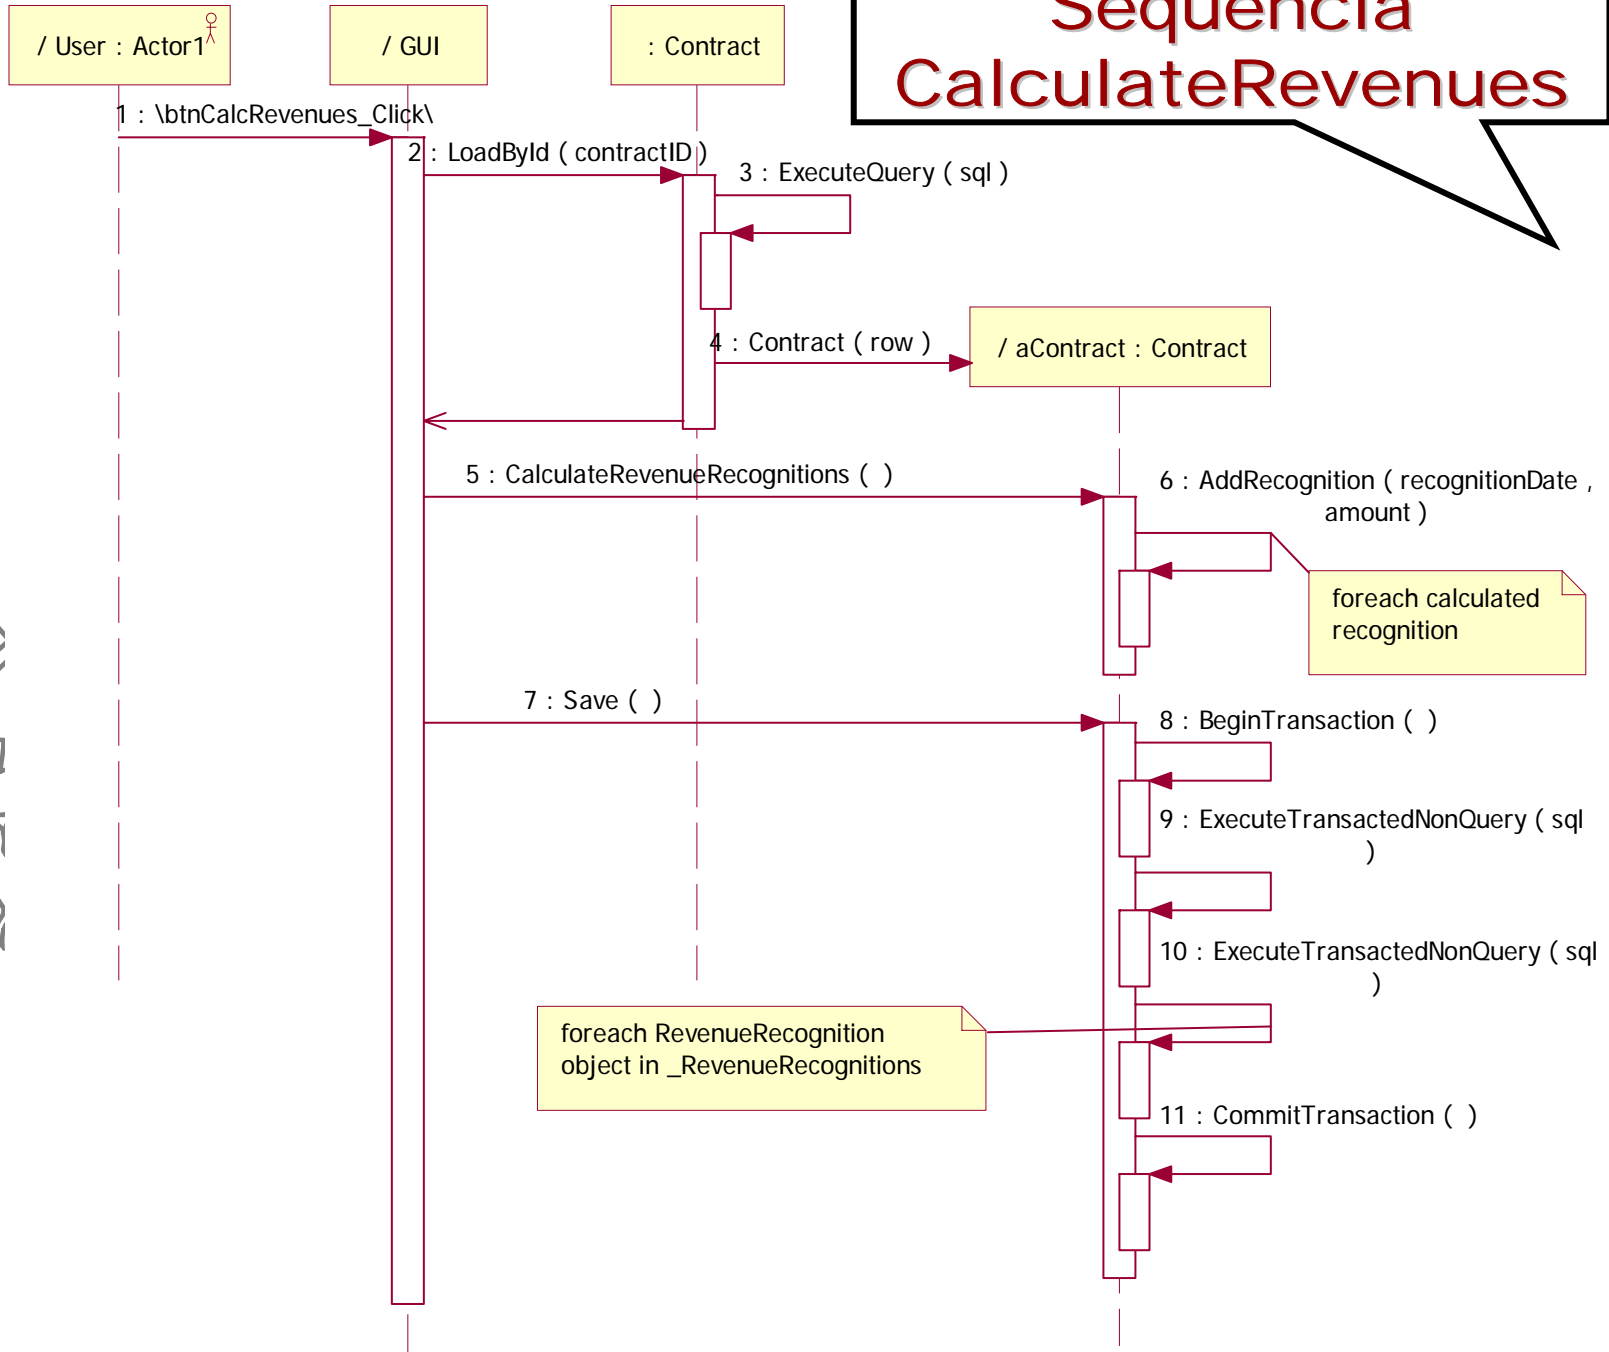 Sequência
CalculateRevenues
/ User : Actor1
/ GUI
: Contract
1 : \btnCalcRevenues_Click\
2 : LoadById ( contractID )
3 : ExecuteQuery ( sql )
4 : Contract ( row )
/ aContract : Contract
5 : CalculateRevenueRecognitions ( )
6 : AddRecognition ( recognitionDate ,
amount )
foreach calculated
recognition
7 : Save ( )
8 : BeginTransaction ( )
9 : ExecuteTransactedNonQuery ( sql
)
10 : ExecuteTransactedNonQuery ( sql
)
foreach RevenueRecognition
object in _RevenueRecognitions
11 : CommitTransaction ( )